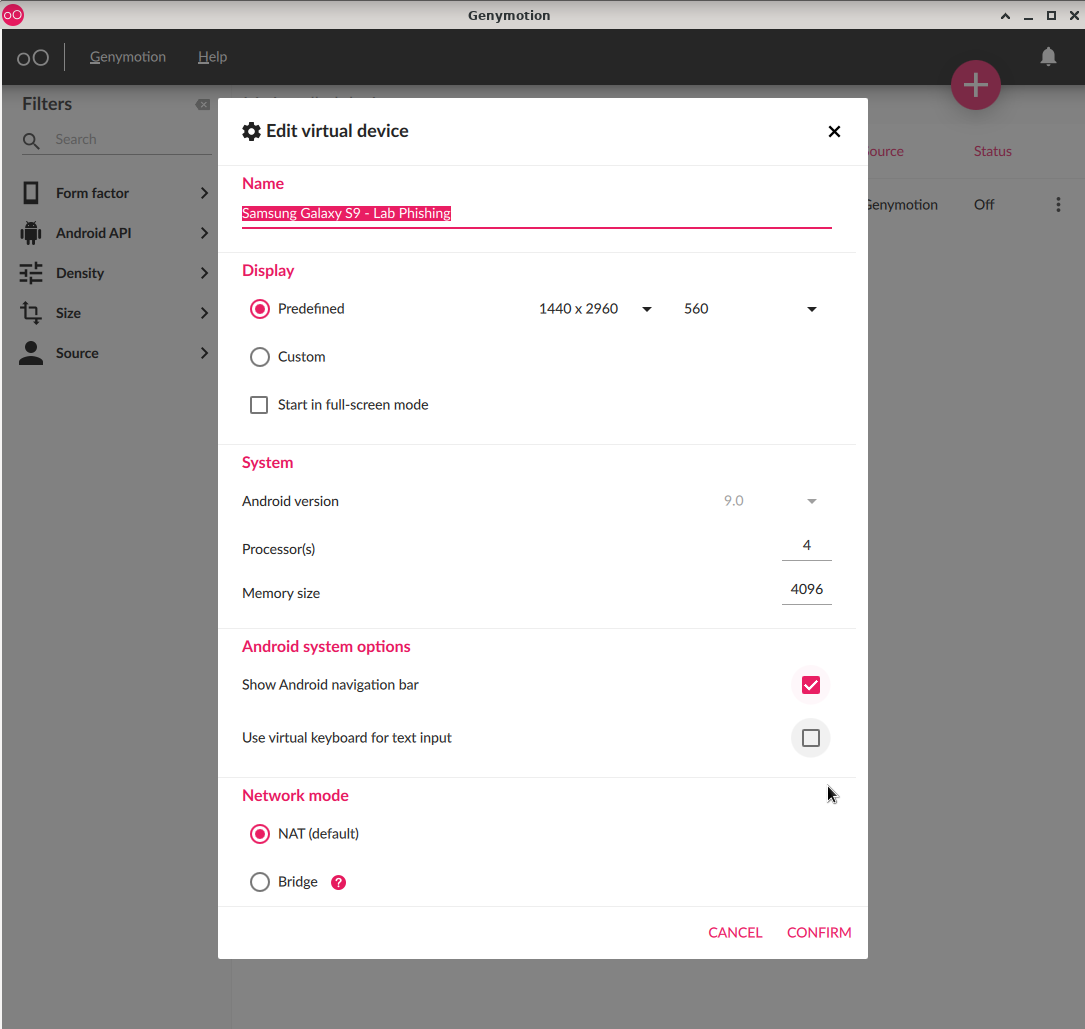 Genymotion
Genymotion Help
Filters
Search
Form factor
Android API
Density
Size
Source
Source Status
Genymotion Off
Edit virtual device
Name
Samsung Galaxy S9 - Lab Phishing
Display
Predefined 1440 x 2960 560
Custom
Start in full-screen mode
System
Android version 9.0
Processor(s) 4
Memory size 4096
Android system options
Show Android navigation bar
Use virtual keyboard for text input
Network mode
NAT (default)
Bridge ?
CANCEL CONFIRM